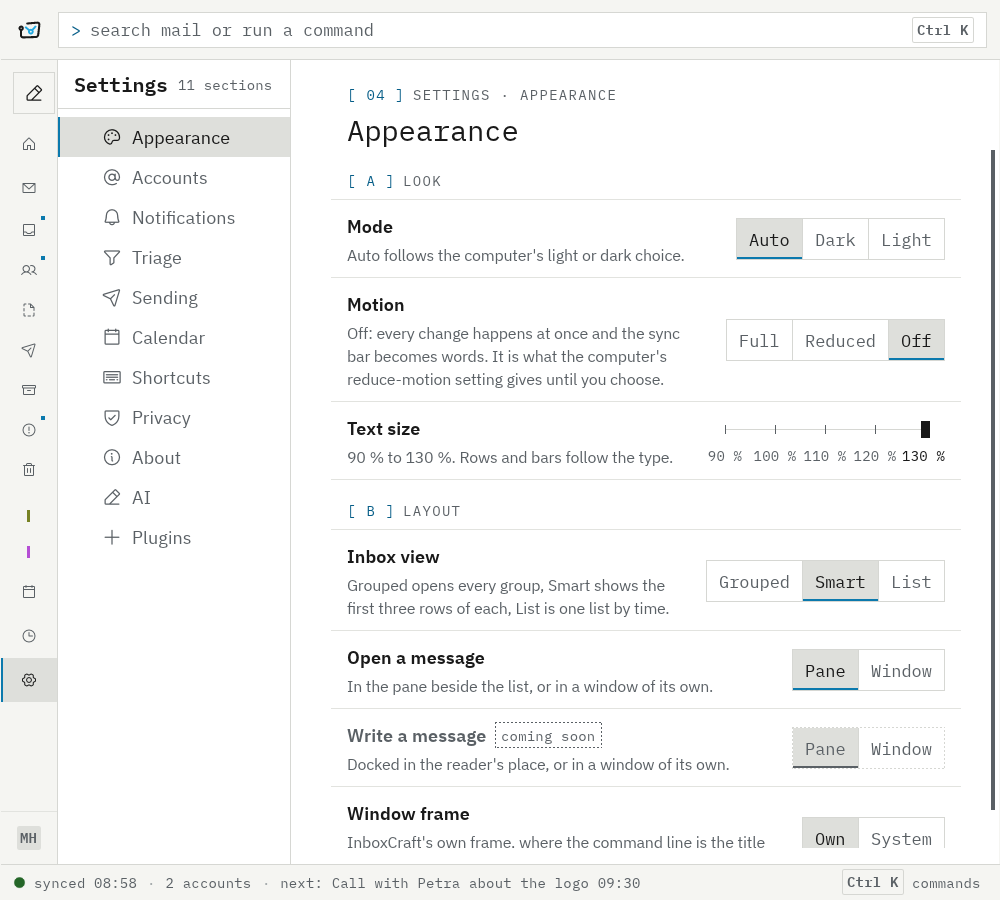 > search mail or run a command
Ctrl K
Settings 11 sections
Appearance
Accounts
Notifications
Triage
Sending
Calendar
Shortcuts
Privacy
About
AI
Plugins
[ 04 ] SETTINGS · APPEARANCE
Appearance
[ A ] LOOK
Mode
Auto follows the computer's light or dark choice.
Auto Dark Light
Motion
Off: every change happens at once and the sync
bar becomes words. It is what the computer's
reduce-motion setting gives until you choose.
Full Reduced Off
Text size
90 % to 130 %. Rows and bars follow the type.
90 % 100 % 110 % 120 % 130 %
[ B ] LAYOUT
Inbox view
Grouped opens every group, Smart shows the
first three rows of each, List is one list by time.
Grouped Smart List
Open a message
In the pane beside the list, or in a window of its own.
Pane Window
Write a message coming soon
Docked in the reader's place, or in a window of its own.
Pane Window
Window frame
InboxCraft's own frame, where the command line is the title
Own System
MH
synced 08:58 · 2 accounts · next: Call with Petra about the logo 09:30
Ctrl K commands